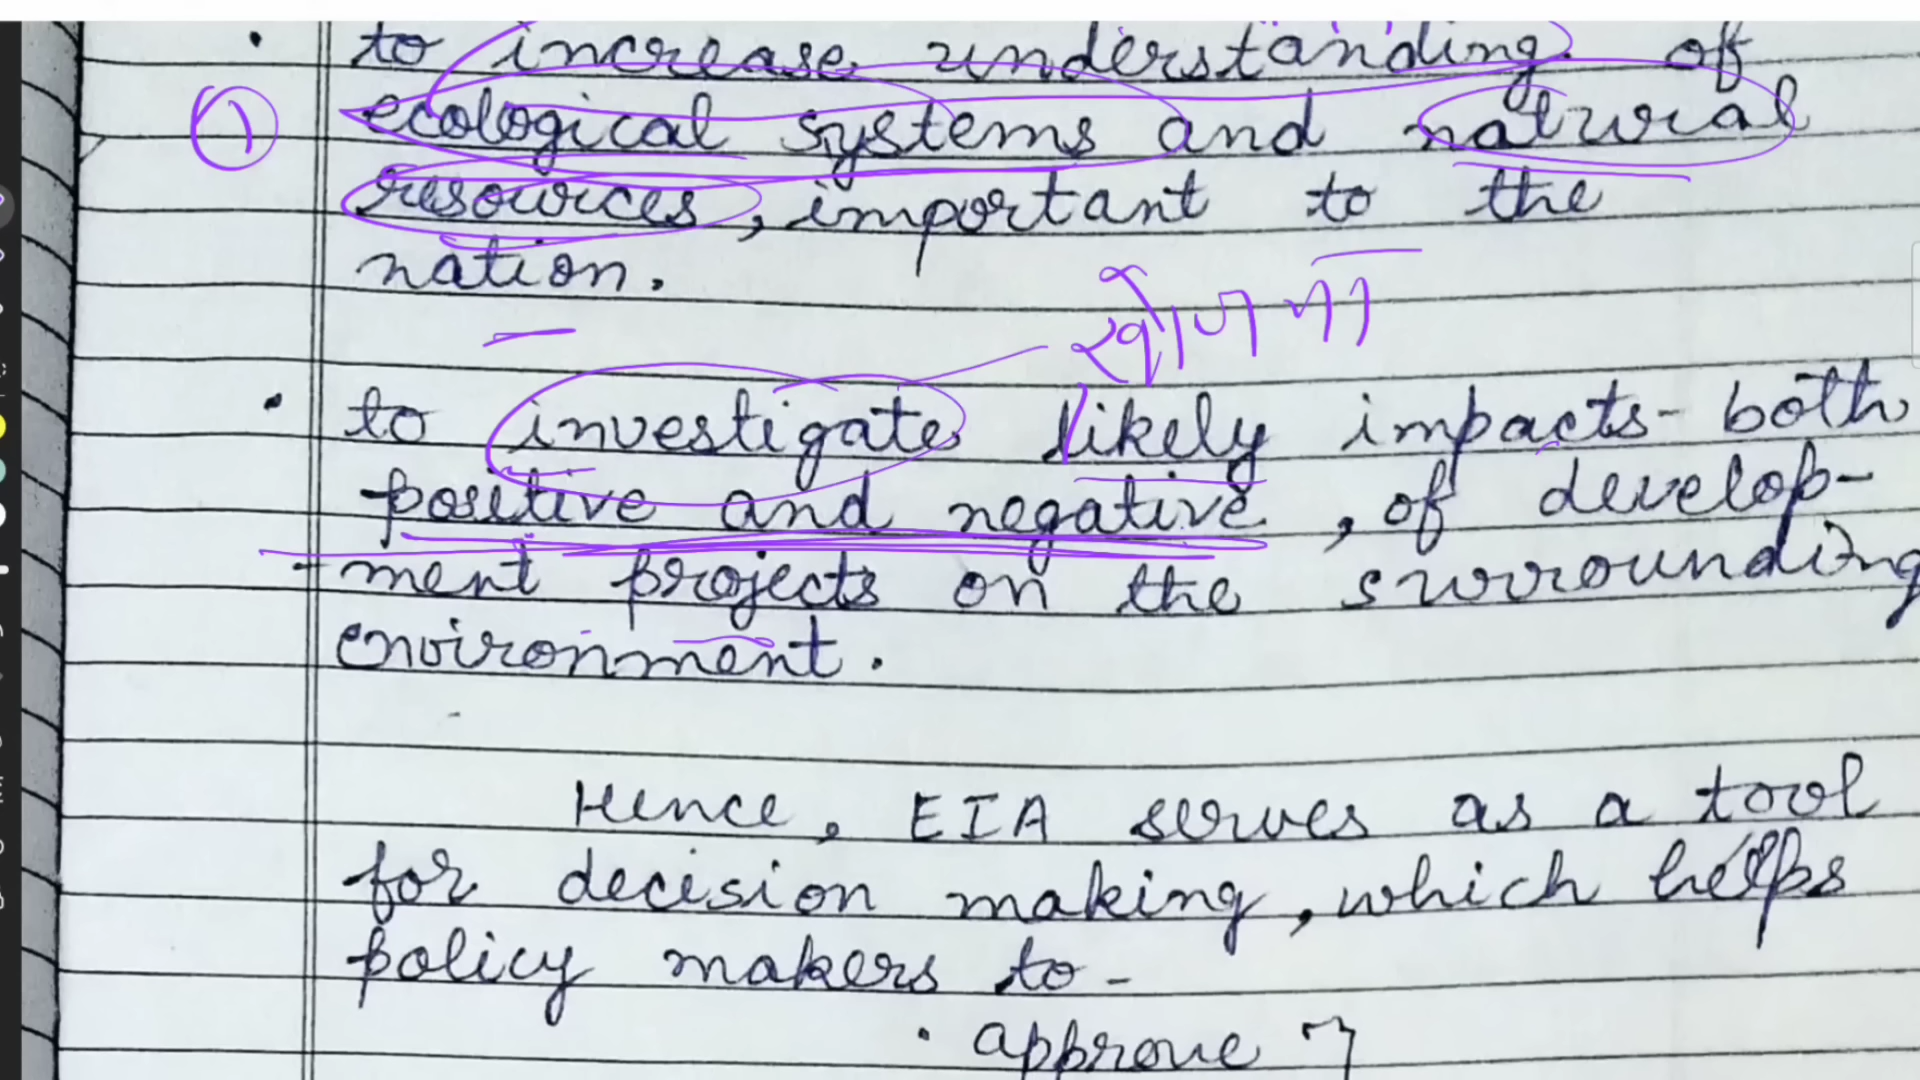 • to increase understanding of
ecological systems and natural
resources, important to the
nation.
खोजना
• to investigate likely impacts - both
positive and negative, of develop-
-ment projects on the surrounding
environment.
Hence, EIA serves as a tool
for decision making, which helps
policy makers to -
• approve